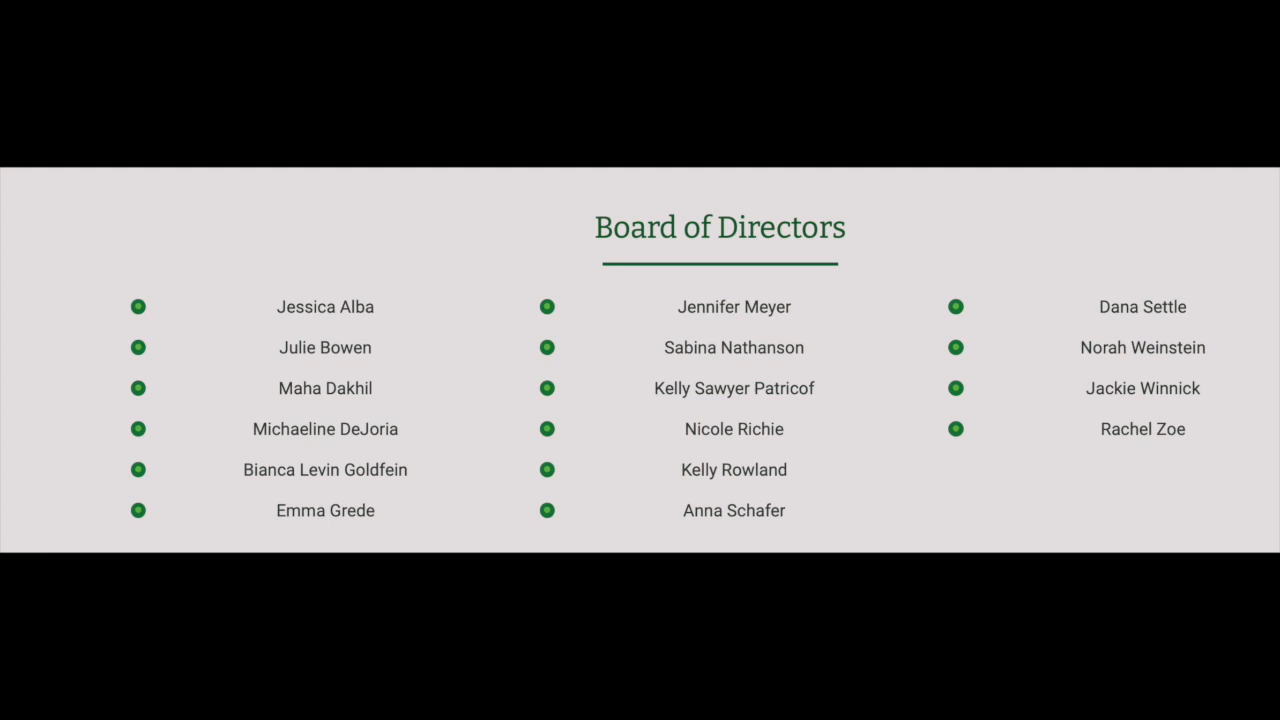 Board of Directors
Jessica Alba
Julie Bowen
Maha Dakhil
Michaeline DeJoria
Bianca Levin Goldfein
Emma Grede
Jennifer Meyer
Sabina Nathanson
Kelly Sawyer Patricof
Nicole Richie
Kelly Rowland
Anna Schafer
Dana Settle
Norah Weinstein
Jackie Winnick
Rachel Zoe